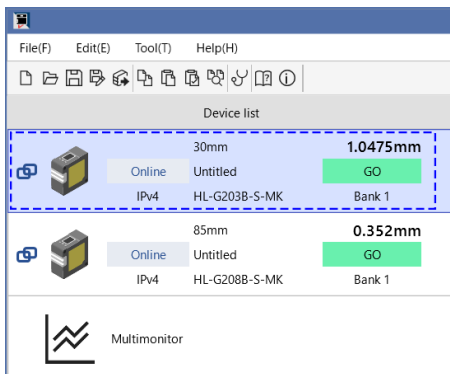 File(F) Edit(E) Tool(T) Help(H)
Device list
30mm 1.0475mm
Online Untitled GO
IPv4 HL-G203B-S-MK Bank 1
85mm 0.352mm
Online Untitled GO
IPv4 HL-G208B-S-MK Bank 1
Multimonitor